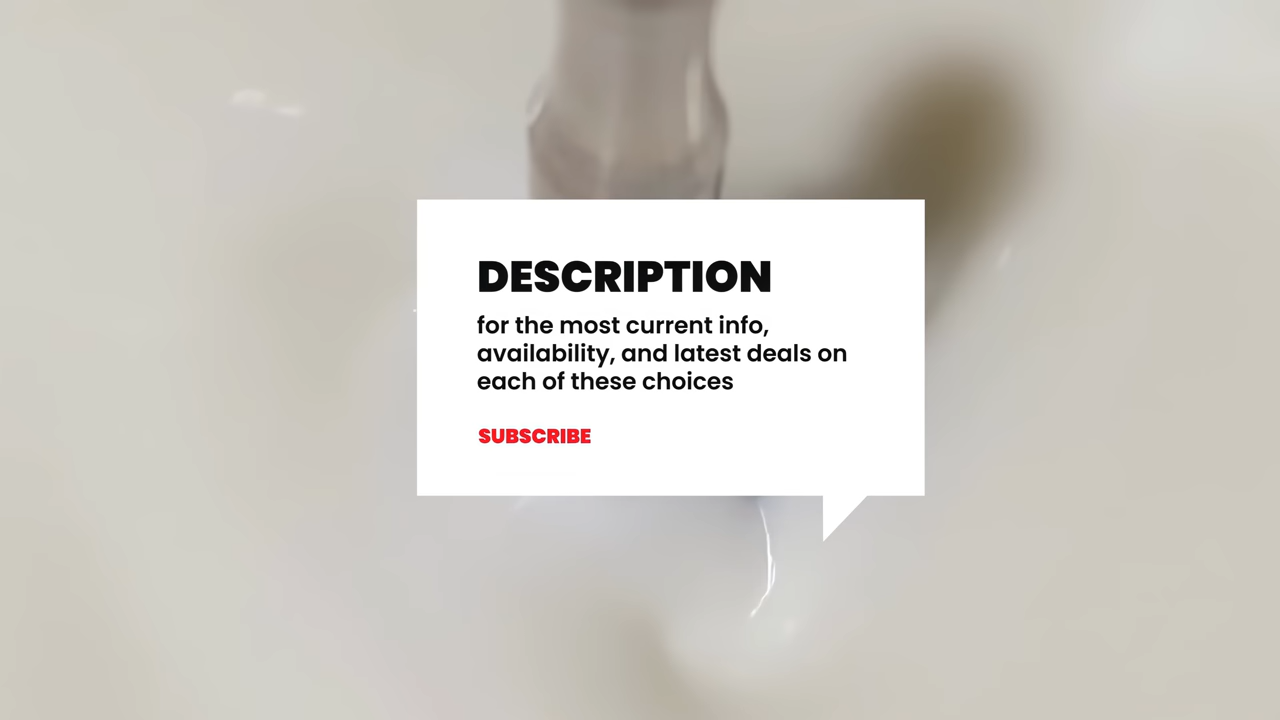 DESCRIPTION
for the most current info,
availability, and latest deals on
each of these choices
SUBSCRIBE